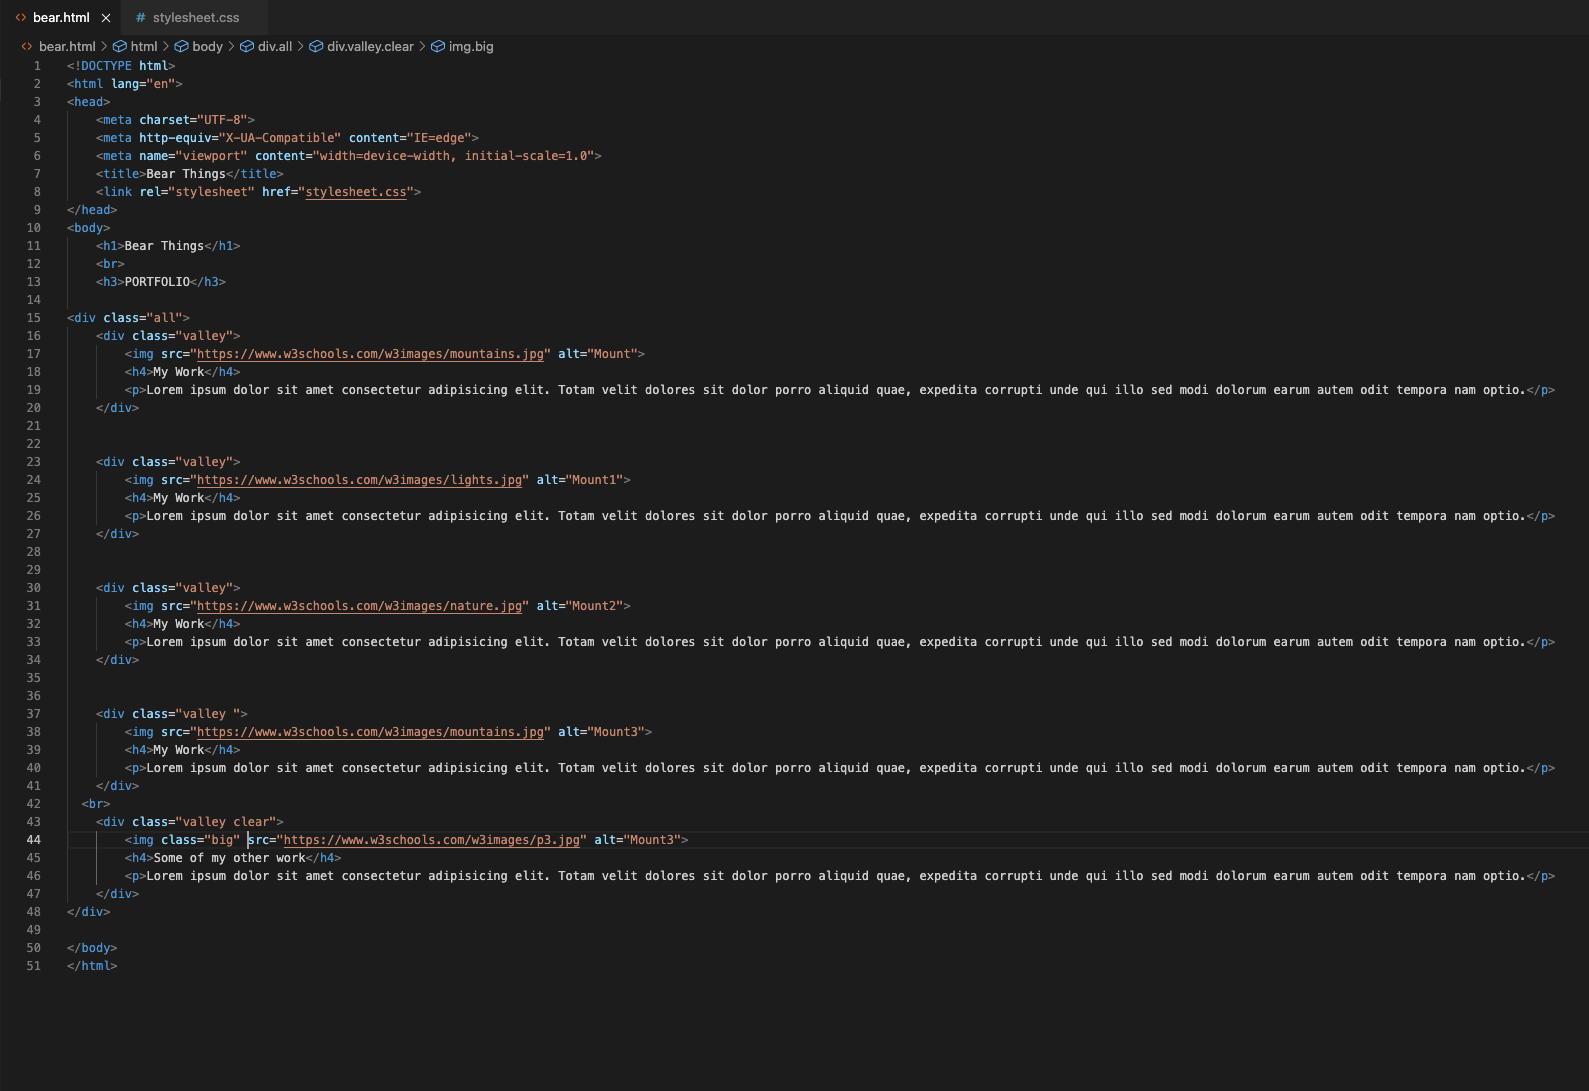 bear.html stylesheet.css
bear.html > html > body > div.all > div.valley.clear > img.big
1 <!DOCTYPE html>
2 <html lang="en">
3 <head>
4 <meta charset="UTF-8">
5 <meta http-equiv="X-UA-Compatible" content="IE=edge">
6 <meta name="viewport" content="width=device-width, initial-scale=1.0">
7 <title>Bear Things</title>
8 <link rel="stylesheet" href="stylesheet.css">
9 </head>
10 <body>
11 <h1>Bear Things</h1>
12 <br>
13 <h3>PORTFOLIO</h3>
14
15 <div class="all">
16 <div class="valley">
17 <img src="https://www.w3schools.com/w3images/mountains.jpg" alt="Mount">
18 <h4>My Work</h4>
19 <p>Lorem ipsum dolor sit amet consectetur adipisicing elit. Totam velit dolores sit dolor porro aliquid quae, expedita corrupti unde qui illo sed modi dolorum earum autem odit tempora nam optio.</p>
20 </div>
21
22
23 <div class="valley">
24 <img src="https://www.w3schools.com/w3images/lights.jpg" alt="Mount1">
25 <h4>My Work</h4>
26 <p>Lorem ipsum dolor sit amet consectetur adipisicing elit. Totam velit dolores sit dolor porro aliquid quae, expedita corrupti unde qui illo sed modi dolorum earum autem odit tempora nam optio.</p>
27 </div>
28
29
30 <div class="valley">
31 <img src="https://www.w3schools.com/w3images/nature.jpg" alt="Mount2">
32 <h4>My Work</h4>
33 <p>Lorem ipsum dolor sit amet consectetur adipisicing elit. Totam velit dolores sit dolor porro aliquid quae, expedita corrupti unde qui illo sed modi dolorum earum autem odit tempora nam optio.</p>
34 </div>
35
36
37 <div class="valley ">
38 <img src="https://www.w3schools.com/w3images/mountains.jpg" alt="Mount3">
39 <h4>My Work</h4>
40 <p>Lorem ipsum dolor sit amet consectetur adipisicing elit. Totam velit dolores sit dolor porro aliquid quae, expedita corrupti unde qui illo sed modi dolorum earum autem odit tempora nam optio.</p>
41 </div>
42 <br>
43 <div class="valley clear">
44 <img class="big" src="https://www.w3schools.com/w3images/p3.jpg" alt="Mount3">
45 <h4>Some of my other work</h4>
46 <p>Lorem ipsum dolor sit amet consectetur adipisicing elit. Totam velit dolores sit dolor porro aliquid quae, expedita corrupti unde qui illo sed modi dolorum earum autem odit tempora nam optio.</p>
47 </div>
48 </div>
49
50 </body>
51 </html>